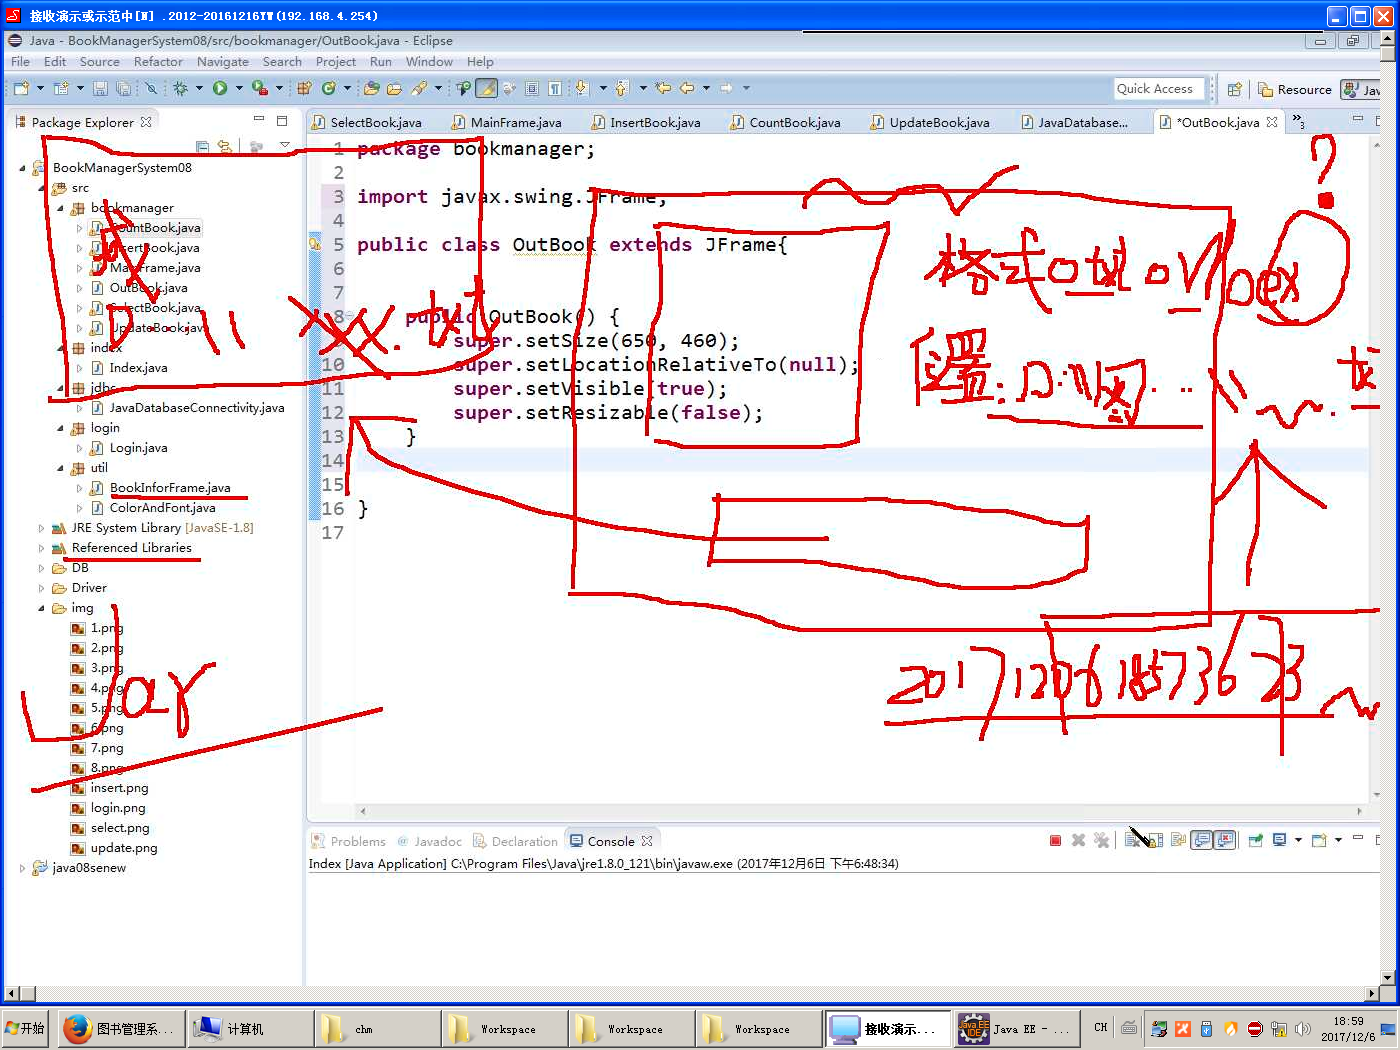 接收演示或示范中[N] .2012-20161216YW(192.168.4.254)
Java - BookManagerSystem08/src/bookmanager/OutBook.java - Eclipse
File Edit Source Refactor Navigate Search Project Run Window Help
Quick Access Resource Jav
Package Explorer
SelectBook.java MainFrame.java InsertBook.java CountBook.java UpdateBook.java JavaDatabase... *OutBook.java »3
BookManagerSystem08
src
bookmanager
CountBook.java
InsertBook.java
MainFrame.java
OutBook.java
SelectBook.java
UpdateBook.java
index
Index.java
jdbc
JavaDatabaseConnectivity.java
login
Login.java
util
BookInforFrame.java
ColorAndFont.java
JRE System Library [JavaSE-1.8]
Referenced Libraries
DB
Driver
img
1.png
2.png
3.png
4.png
5.png
6.png
7.png
8.png
insert.png
login.png
select.png
update.png
java08senew
1 package bookmanager;
2
3 import javax.swing.JFrame;
4
5 public class OutBook extends JFrame{
6
7
8 public OutBook() {
9 super.setSize(650, 460);
10 super.setLocationRelativeTo(null);
11 super.setVisible(true);
12 super.setResizable(false);
13 }
14
15
16 }
17
?
格式 txt
位置: D:\\
xxx.txt
Jar
Problems Javadoc Declaration Console
Index [Java Application] C:\Program Files\Java\jre1.8.0_121\bin\javaw.exe (2017年12月6日 下午6:48:34)
开始 图书管理系... 计算机 chm Workspace Workspace Workspace 接收演示... Java EE - ... CH 18:59
2017/12/6